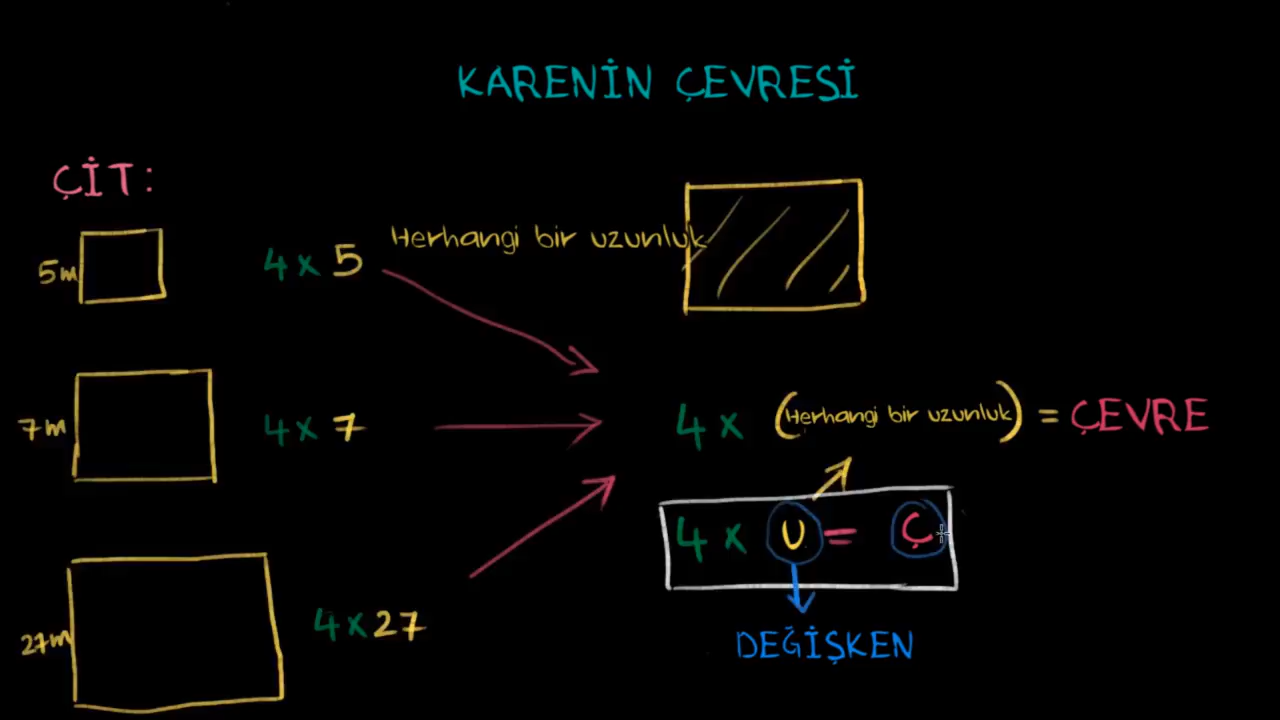 KARENİN ÇEVRESİ
ÇİT:
5m
4 x 5
Herhangi bir uzunluk
7m
4 x 7
4 x (Herhangi bir uzunluk) = ÇEVRE
4 x U = Ç
27m
4 x 27
DEĞİŞKEN